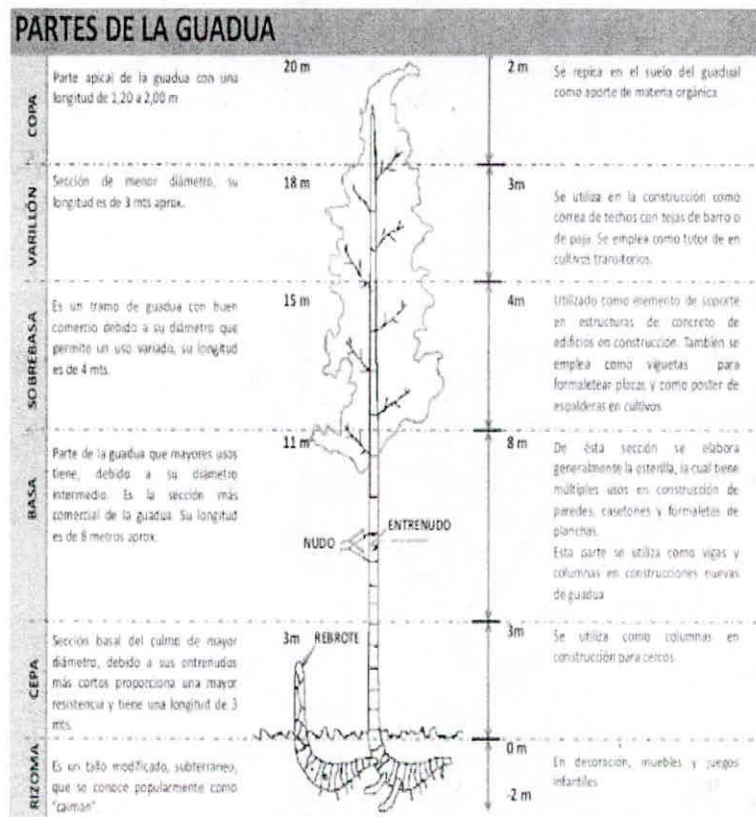 PARTES DE LA GUADUA
COPA
Parte apical de la guadua con una
longitud de 1,20 a 2,00 m
20 m
2 m
Se repica en el suelo del guadual
como aporte de materia orgánica
VARILLÓN
Sección de menor diámetro, su
longitud es de 3 mts aprox.
18 m
3m
Se utiliza en la construcción como
correa de techos con tejas de barro o
de paja. Se emplea como tutor de en
cultivos transitorios.
SOBREBASA
Es un tramo de guadua con buen
comercio debido a su diámetro que
permite un uso variado, su longitud
es de 4 mts.
15 m
4m
Utilizado como elemento de soporte
en estructuras de concreto de
edificios en construcción. También se
emplea como viguetas para
formaletear placas y como poster de
espalderas en cultivos
BASA
Parte de la guadua que mayores usos
tiene, debido a su diámetro
intermedio. Es la sección más
comercial de la guadua. Su longitud
es de 8 metros aprox.
11 m
NUDO
ENTRENUDO
8 m
De ésta sección se elabora
generalmente la esterilla, la cual tiene
múltiples usos en construcción de
paredes, casetones y formaletas de
planchas.
Esta parte se utiliza como vigas y
columnas en construcciones nuevas
de guadua
CEPA
Sección basal del culmo de mayor
diámetro, debido a sus entrenudos
más cortos proporciona una mayor
resistencia y tiene una longitud de 3
mts.
3m
REBROTE
3m
Se utiliza como columnas en
construcción para cercos.
RIZOMA
Es un tallo modificado, subterraneo,
que se conoce popularmente como
"caiman".
0 m
-2 m
En decoración, muebles y juegos
infantiles